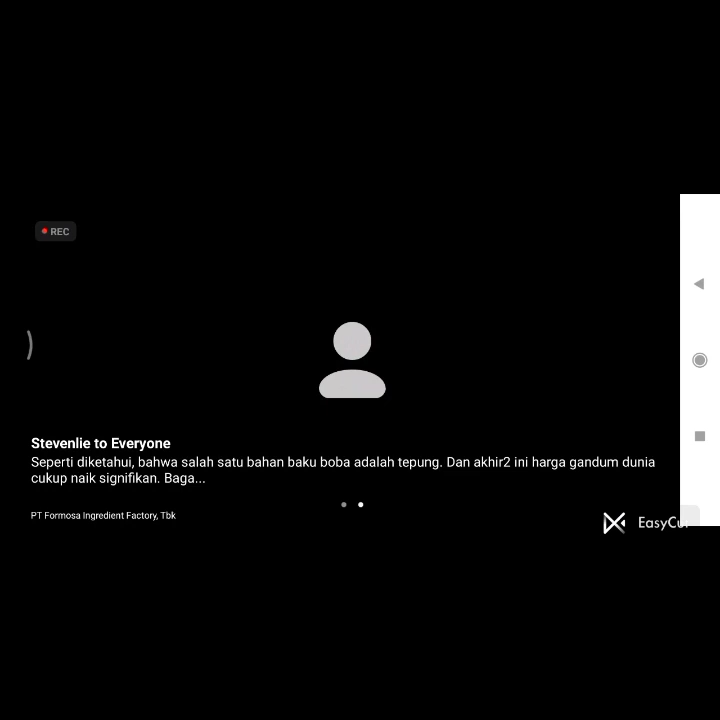 REC
Stevenlie to Everyone
Seperti diketahui, bahwa salah satu bahan baku boba adalah tepung. Dan akhir2 ini harga gandum dunia
cukup naik signifikan. Baga...
PT Formosa Ingredient Factory, Tbk
EasyCut